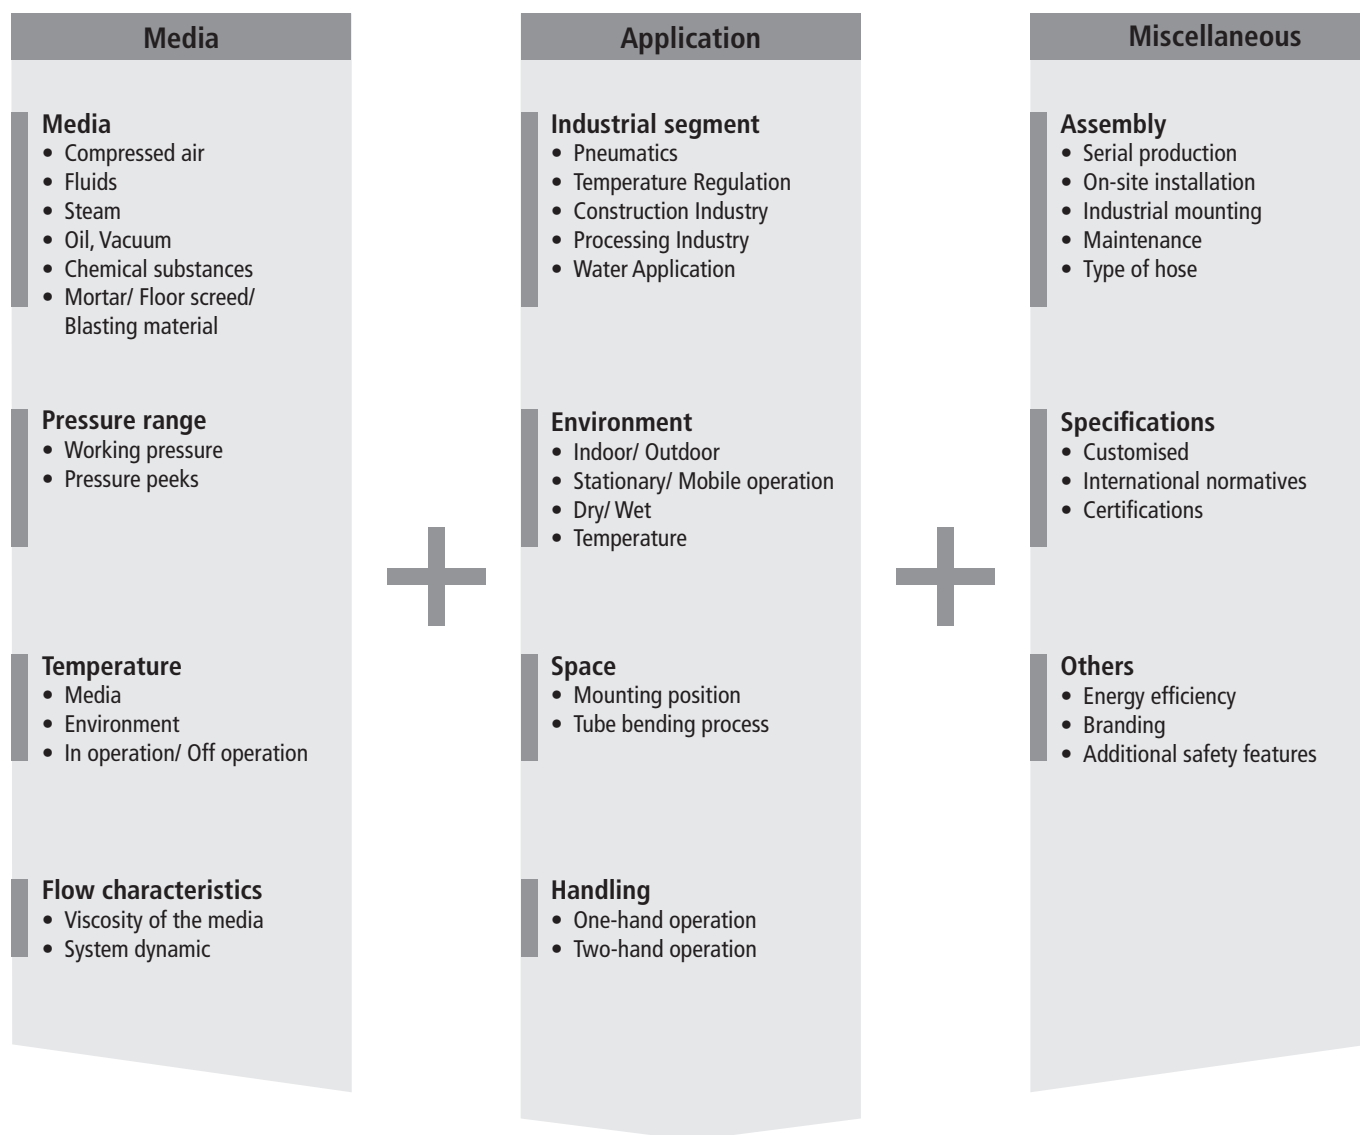 Media
Media
• Compressed air
• Fluids
• Steam
• Oil, Vacuum
• Chemical substances
• Mortar/ Floor screed/
Blasting material
Pressure range
• Working pressure
• Pressure peeks
Temperature
• Media
• Environment
• In operation/ Off operation
Flow characteristics
• Viscosity of the media
• System dynamic
Application
Industrial segment
• Pneumatics
• Temperature Regulation
• Construction Industry
• Processing Industry
• Water Application
Environment
• Indoor/ Outdoor
• Stationary/ Mobile operation
• Dry/ Wet
• Temperature
Space
• Mounting position
• Tube bending process
Handling
• One-hand operation
• Two-hand operation
Miscellaneous
Assembly
• Serial production
• On-site installation
• Industrial mounting
• Maintenance
• Type of hose
Specifications
• Customised
• International normatives
• Certifications
Others
• Energy efficiency
• Branding
• Additional safety features